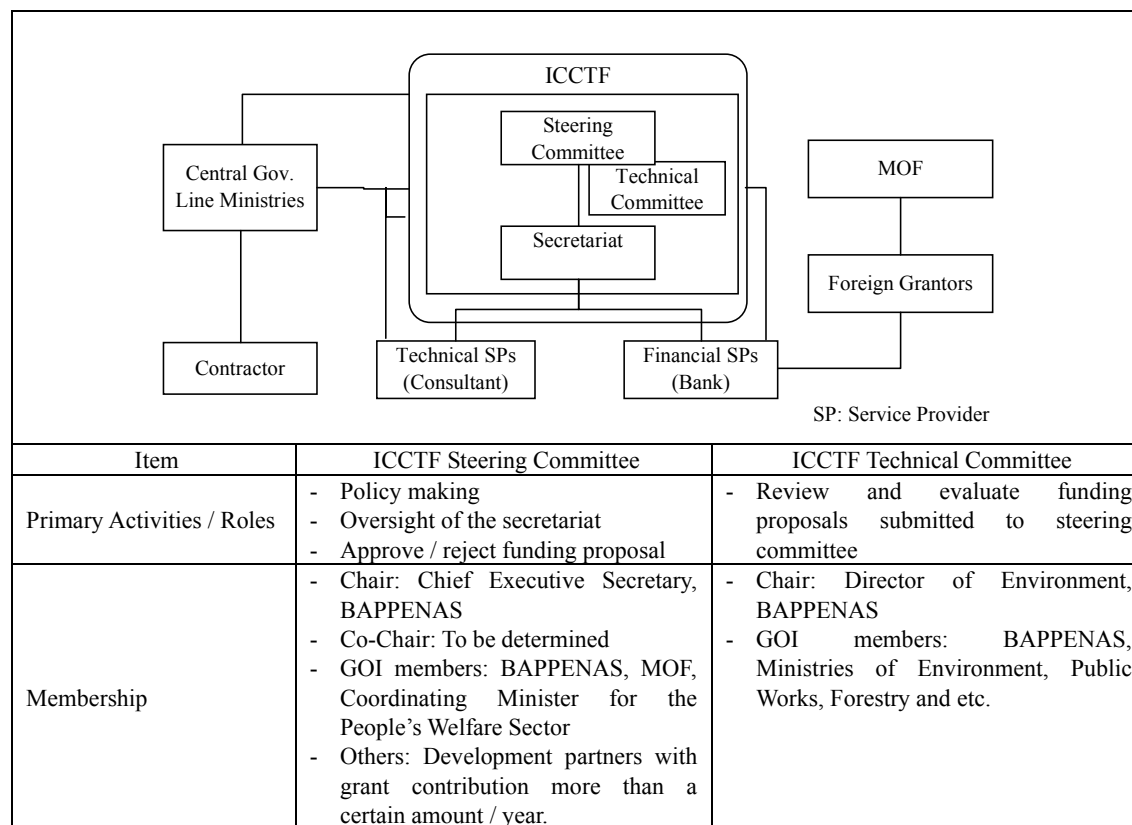 ICCTF
Steering
Committee
Technical
Committee
Secretariat
Central Gov.
Line Ministries
MOF
Foreign Grantors
Contractor
Technical SPs
(Consultant)
Financial SPs
(Bank)
SP: Service Provider
Item
ICCTF Steering Committee
ICCTF Technical Committee
Primary Activities / Roles
- Policy making
- Oversight of the secretariat
- Approve / reject funding proposal
- Review and evaluate funding
proposals submitted to steering
committee
Membership
- Chair: Chief Executive Secretary,
BAPPENAS
- Co-Chair: To be determined
- GOI members: BAPPENAS, MOF,
Coordinating Minister for the
People’s Welfare Sector
- Others: Development partners with
grant contribution more than a
certain amount / year.
- Chair: Director of Environment,
BAPPENAS
- GOI members: BAPPENAS,
Ministries of Environment, Public
Works, Forestry and etc.